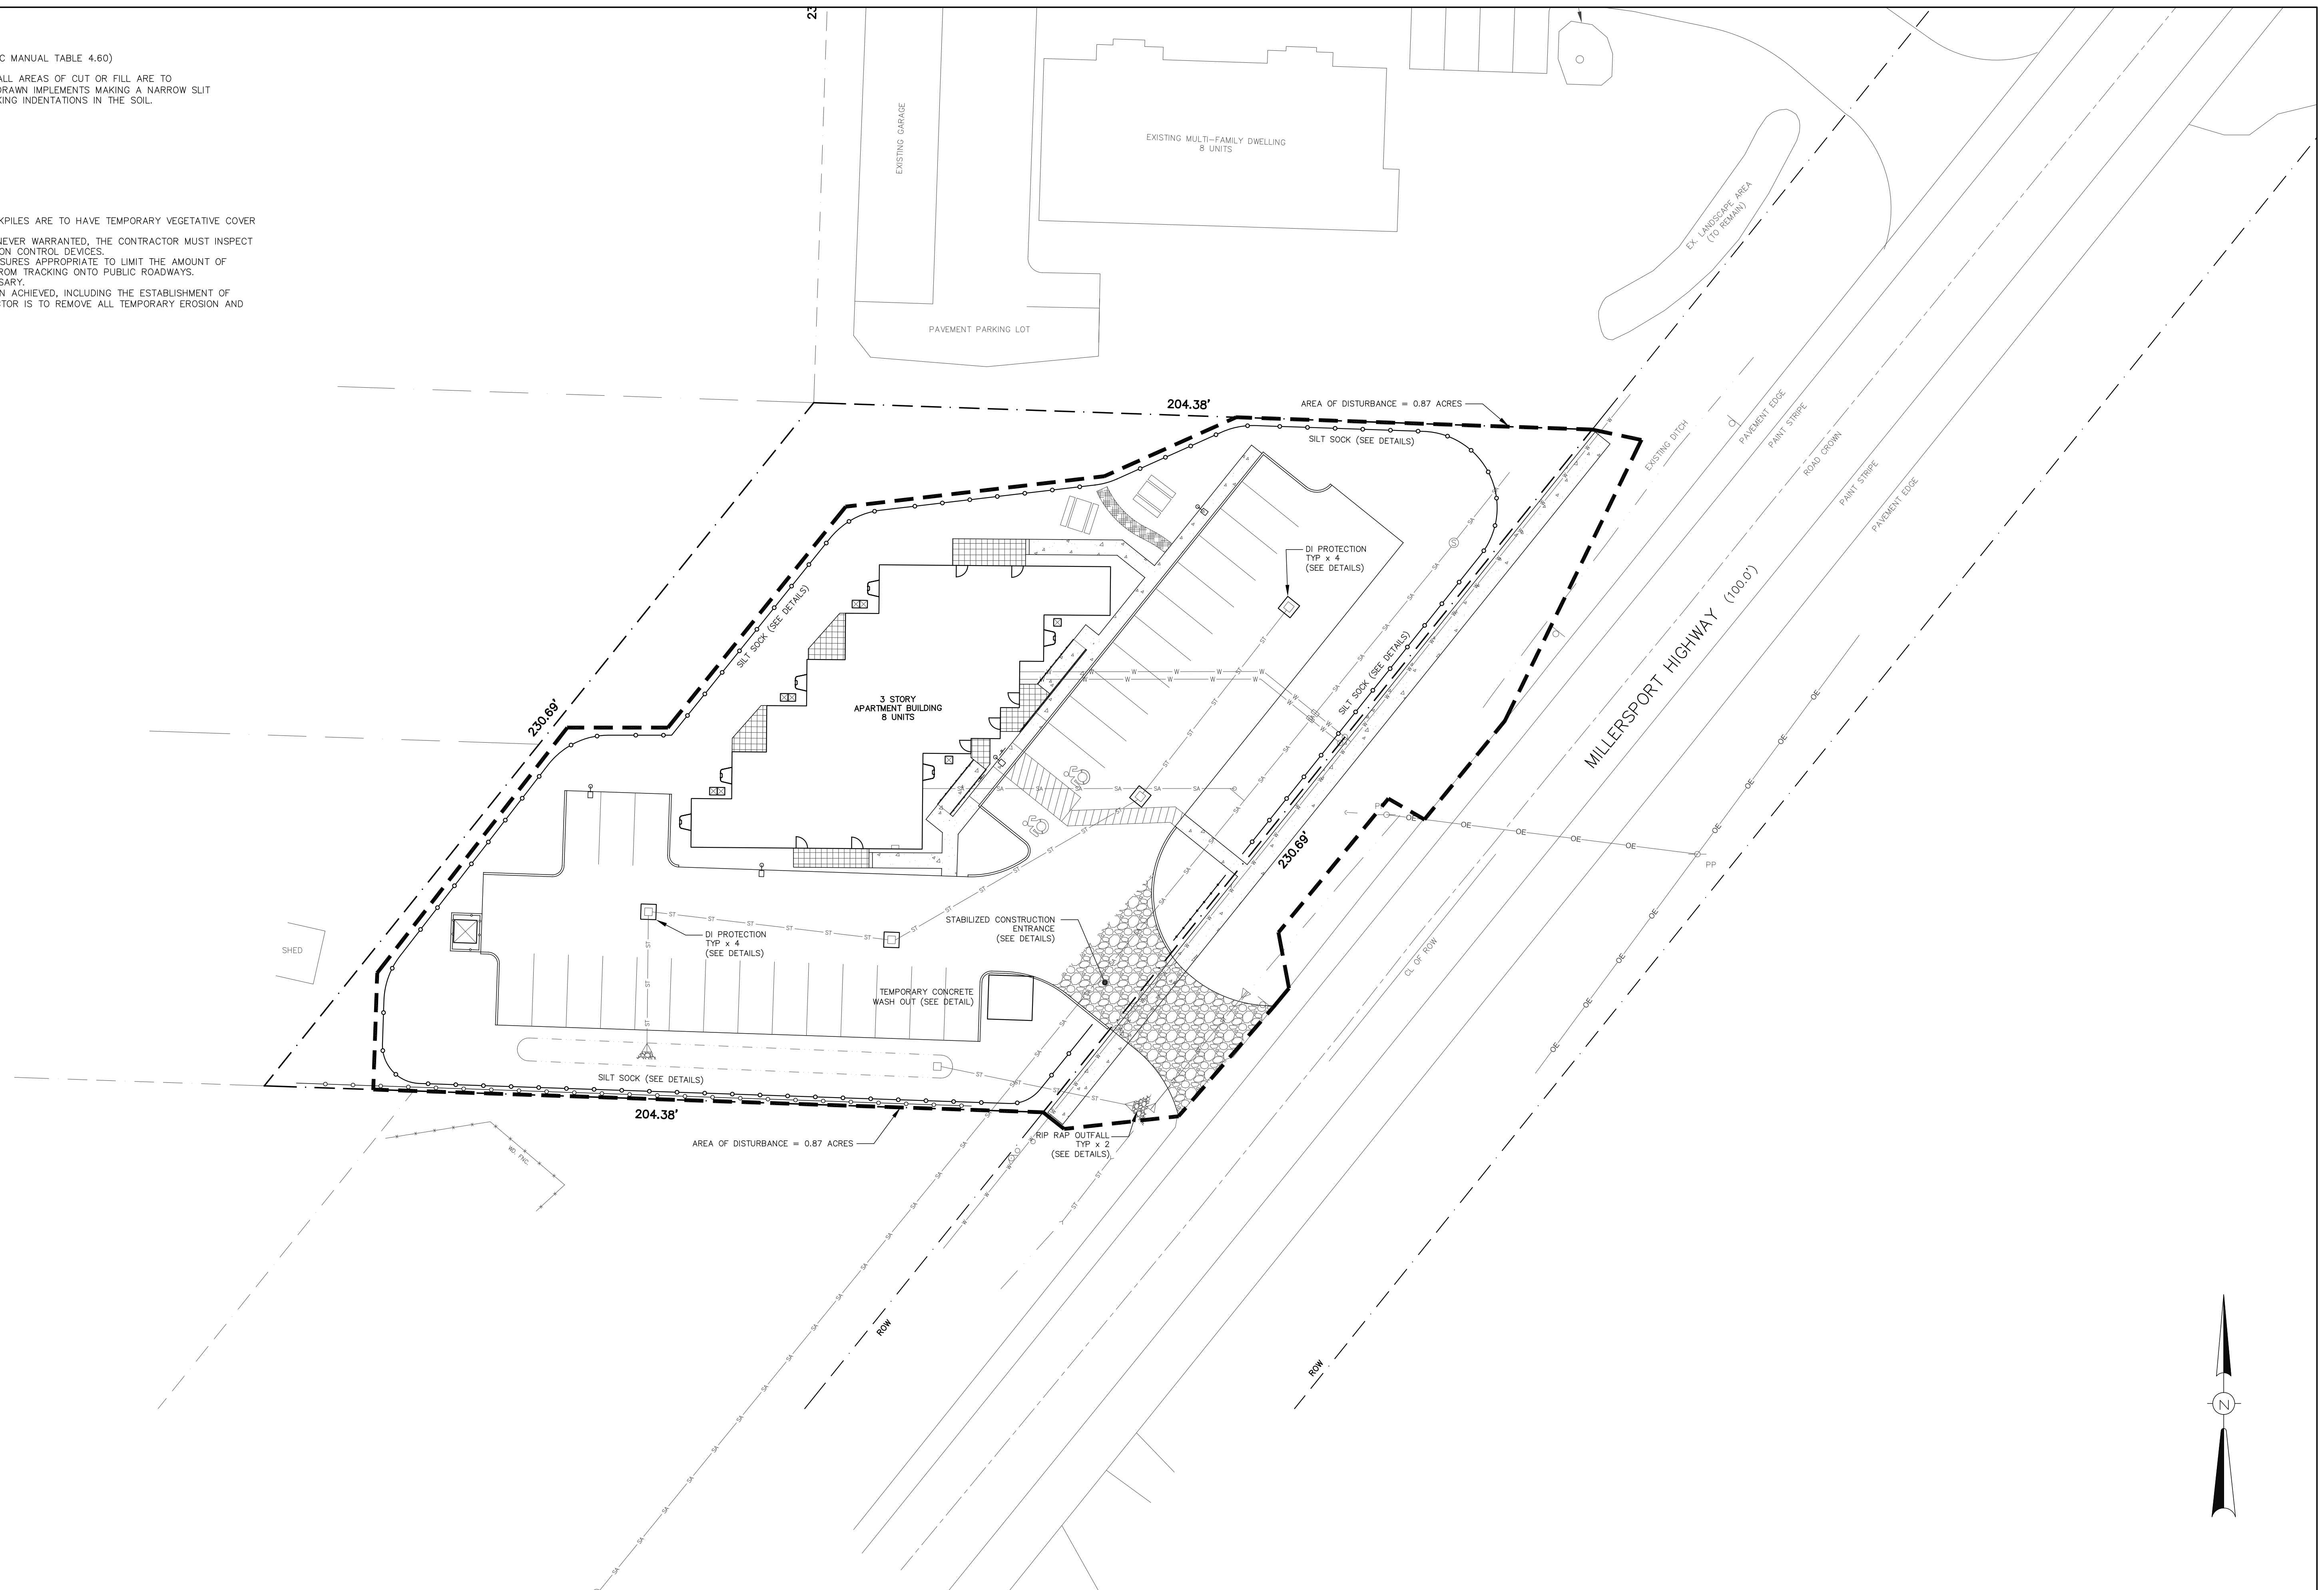 C MANUAL TABLE 4.60)
ALL AREAS OF CUT OR FILL ARE TO
DRAWN IMPLEMENTS MAKING A NARROW SLIT
KING INDENTATIONS IN THE SOIL.
KPILES ARE TO HAVE TEMPORARY VEGETATIVE COVER
NEVER WARRANTED, THE CONTRACTOR MUST INSPECT
ON CONTROL DEVICES.
SURES APPROPRIATE TO LIMIT THE AMOUNT OF
ROM TRACKING ONTO PUBLIC ROADWAYS.
SARY.
N ACHIEVED, INCLUDING THE ESTABLISHMENT OF
CTOR IS TO REMOVE ALL TEMPORARY EROSION AND
EXISTING GARAGE
EXISTING MULTI-FAMILY DWELLING
8 UNITS
EX. LANDSCAPE AREA
(TO REMAIN)
PAVEMENT PARKING LOT
204.38'
AREA OF DISTURBANCE = 0.87 ACRES
SILT SOCK (SEE DETAILS)
EXISTING DITCH
PAVEMENT EDGE
PAINT STRIPE
ROAD CROWN
PAINT STRIPE
PAVEMENT EDGE
DI PROTECTION
TYP x 4
(SEE DETAILS)
SILT SOCK (SEE DETAILS)
SILT SOCK (SEE DETAILS)
MILLERSPORT HIGHWAY (100.0')
3 STORY
APARTMENT BUILDING
8 UNITS
230.69'
230.69'
PP
SHED
DI PROTECTION
TYP x 4
(SEE DETAILS)
STABILIZED CONSTRUCTION
ENTRANCE
(SEE DETAILS)
CL OF ROW
TEMPORARY CONCRETE
WASH OUT (SEE DETAIL)
SILT SOCK (SEE DETAILS)
204.38'
AREA OF DISTURBANCE = 0.87 ACRES
RIP RAP OUTFALL
TYP x 2
(SEE DETAILS)
WD. FNC.
ROW
ROW
N